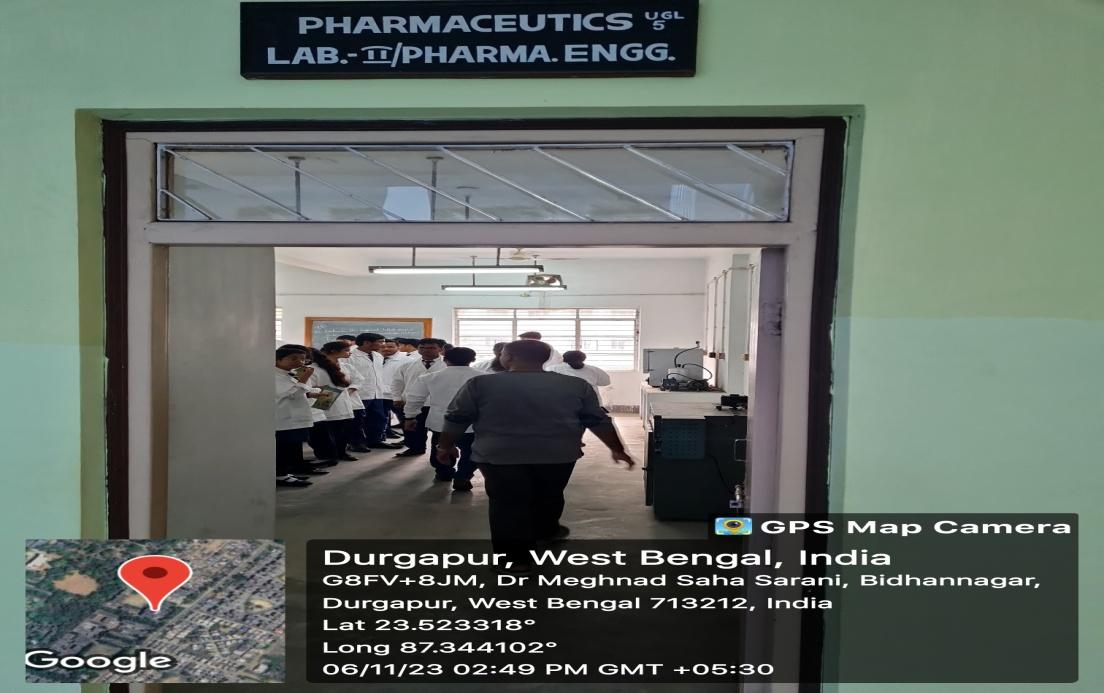 PHARMACEUTICS UGL 5
LAB.-II/PHARMA. ENGG.
GPS Map Camera
Durgapur, West Bengal, India
G8FV+8JM, Dr Meghnad Saha Sarani, Bidhannagar,
Durgapur, West Bengal 713212, India
Lat 23.523318°
Long 87.344102°
06/11/23 02:49 PM GMT +05:30
Google